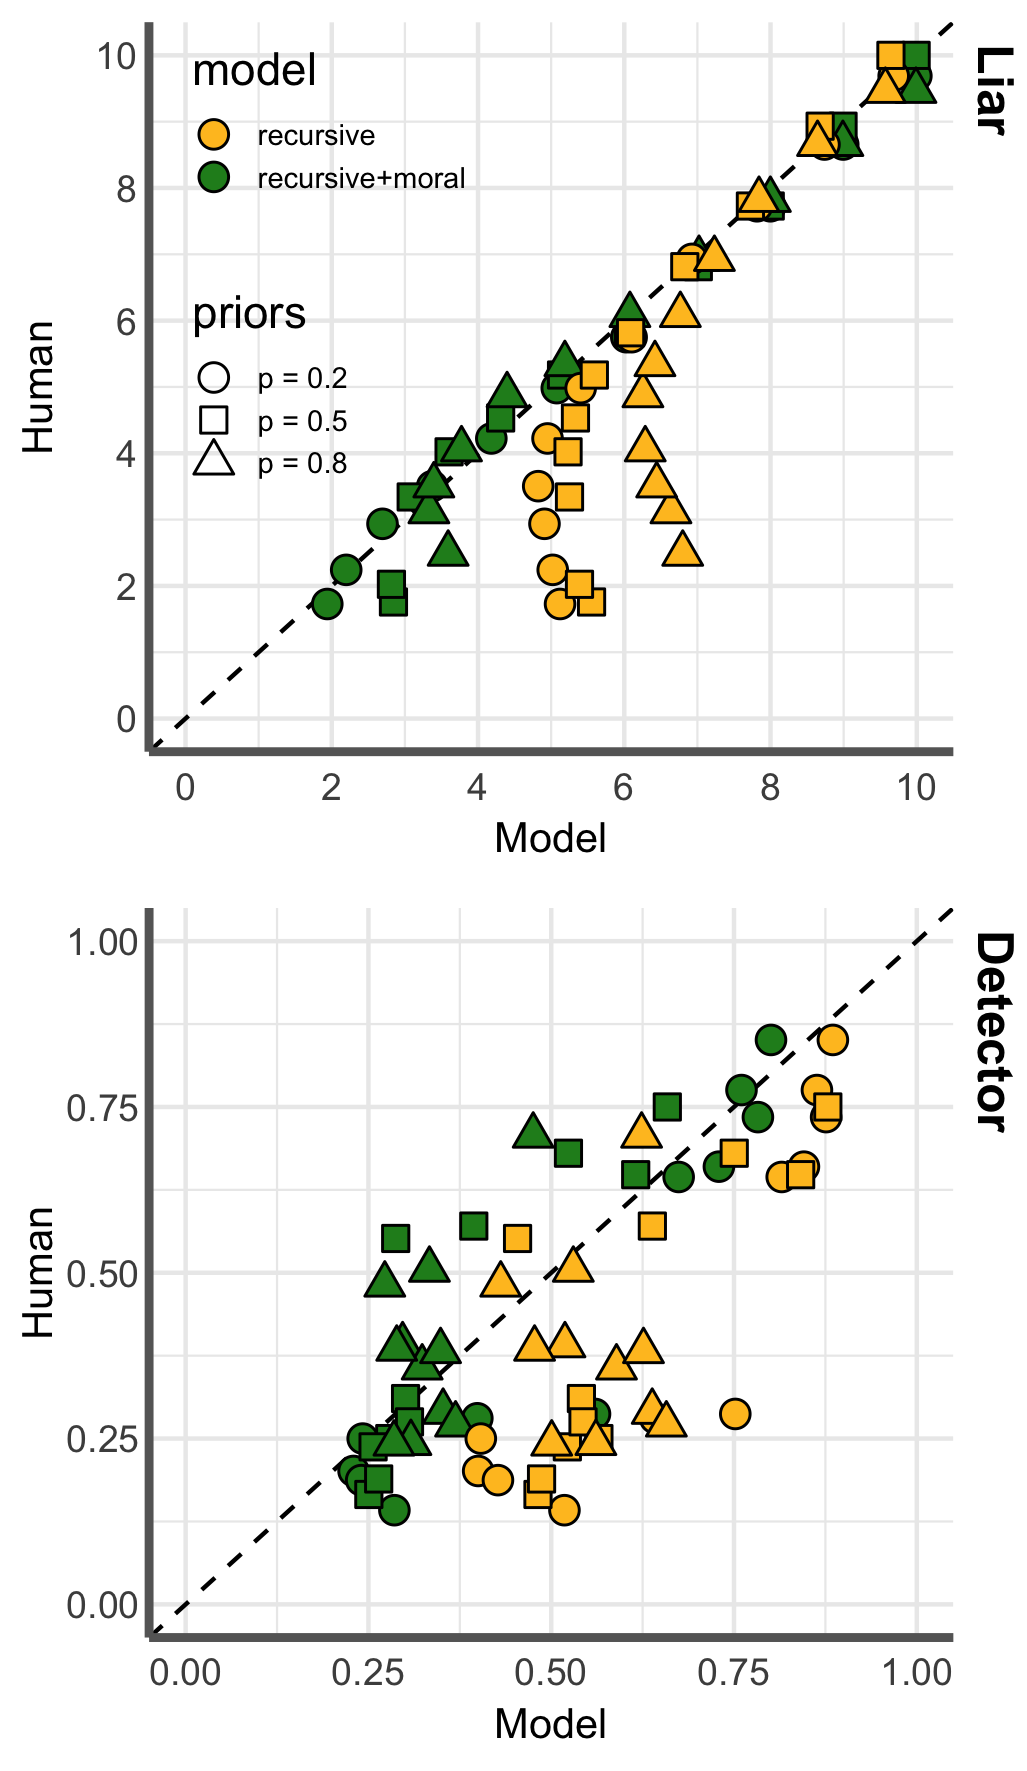 model
recursive
recursive+moral
priors
p = 0.2
p = 0.5
p = 0.8
10
8
6
4
2
0
Human
0 2 4 6 8 10
Model
Liar
1.00
0.75
0.50
0.25
0.00
Human
0.00 0.25 0.50 0.75 1.00
Model
Detector